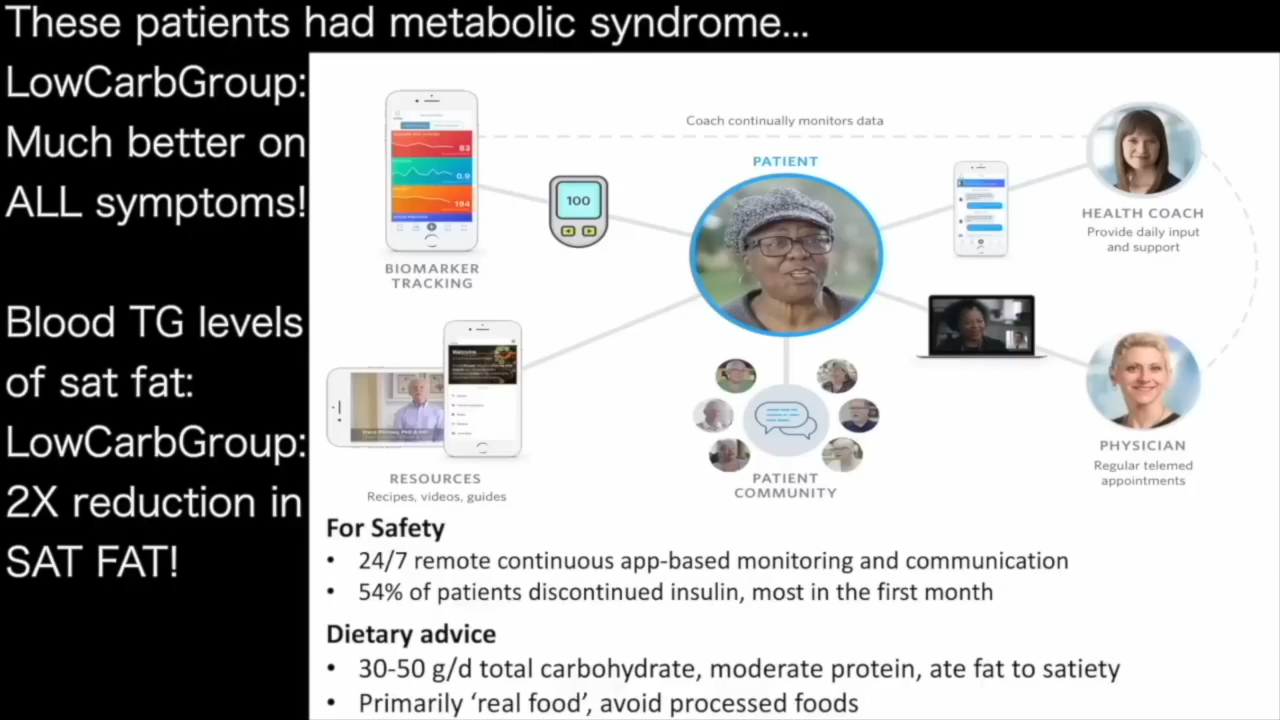 These patients had metabolic syndrome...
LowCarbGroup:
Much better on
ALL symptoms!
Blood TG levels
of sat fat:
LowCarbGroup:
2X reduction in
SAT FAT!
Coach continually monitors data
83
0.9
194
BIOMARKER
TRACKING
100
PATIENT
HEALTH COACH
Provide daily input
and support
Welcome
RESOURCES
Recipes, videos, guides
PATIENT
COMMUNITY
PHYSICIAN
Regular telemed
appointments
For Safety
• 24/7 remote continuous app-based monitoring and communication
• 54% of patients discontinued insulin, most in the first month
Dietary advice
• 30-50 g/d total carbohydrate, moderate protein, ate fat to satiety
• Primarily ‘real food’, avoid processed foods